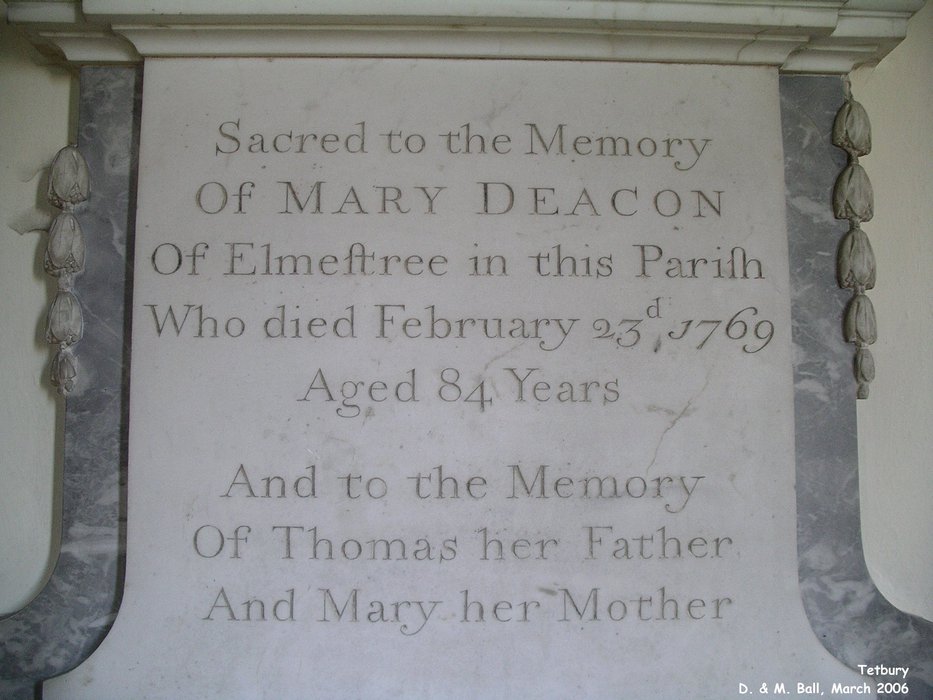 Sacred to the Memory
Of MARY DEACON
Of Elmeſtree in this Pariſh
Who died February 23d, 1769
Aged 84 Years
And to the Memory
Of Thomas her Father
And Mary her Mother
Tetbury
D. & M. Ball, March 2006